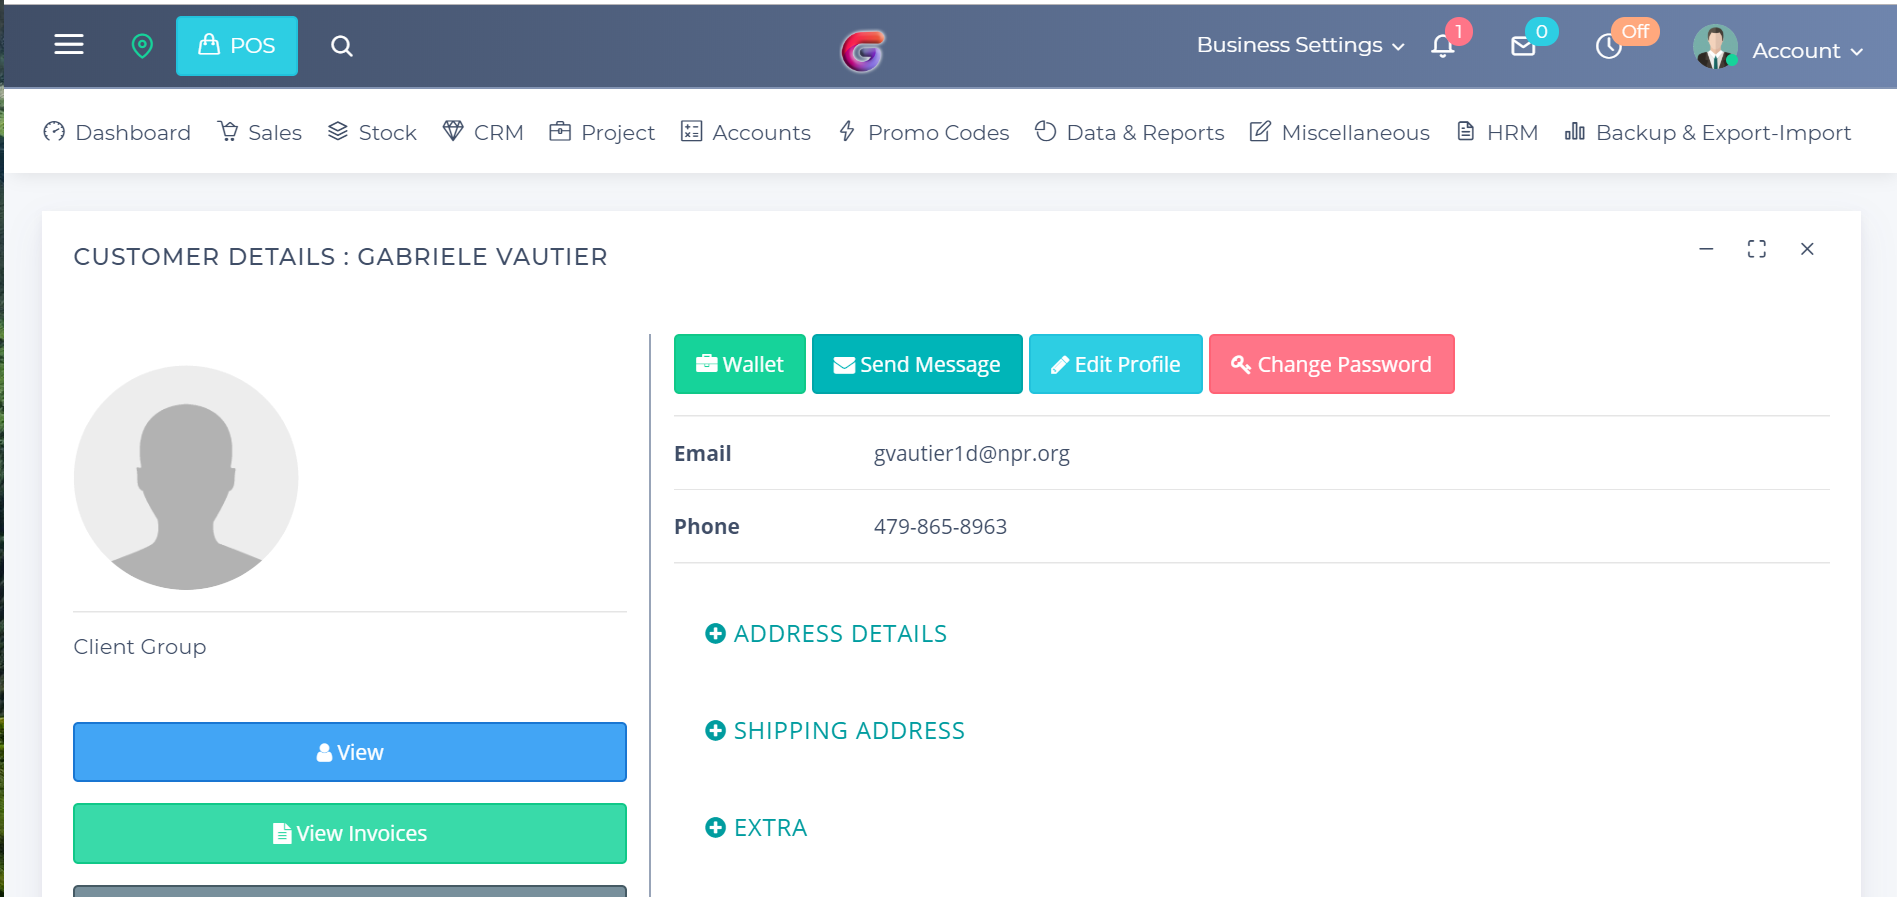 POS
Business Settings
1
0
Off
Account
Dashboard Sales Stock CRM Project Accounts Promo Codes Data & Reports Miscellaneous HRM Backup & Export-Import
CUSTOMER DETAILS : GABRIELE VAUTIER
Client Group
View
View Invoices
Wallet Send Message Edit Profile Change Password
Email gvautier1d@npr.org
Phone 479-865-8963
ADDRESS DETAILS
SHIPPING ADDRESS
EXTRA